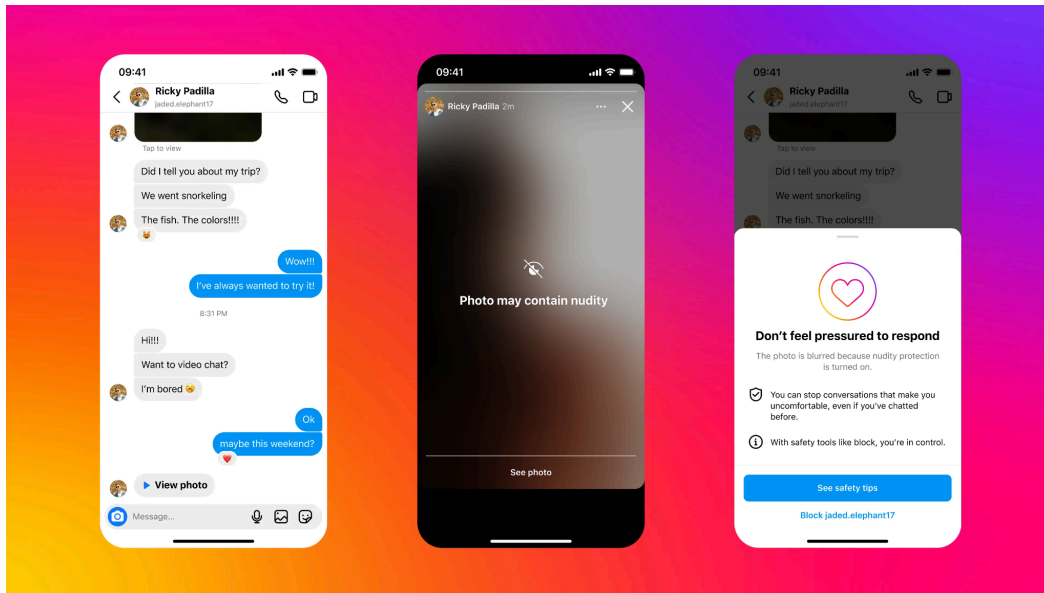 09:41
Ricky Padilla
jaded.elephant17
Tap to view
Did I tell you about my trip?
We went snorkeling
The fish. The colors!!!!
Wow!!!
I've always wanted to try it!
8:31 PM
Hi!!!
Want to video chat?
I'm bored 🥱
Ok
maybe this weekend?
View photo
Message...
09:41
Ricky Padilla 2m
Photo may contain nudity
See photo
09:41
Ricky Padilla
jaded.elephant17
Tap to view
Did I tell you about my trip?
We went snorkeling
The fish. The colors!!!!
Don't feel pressured to respond
The photo is blurred because nudity protection
is turned on.
You can stop conversations that make you
uncomfortable, even if you've chatted
before.
With safety tools like block, you're in control.
See safety tips
Block jaded.elephant17